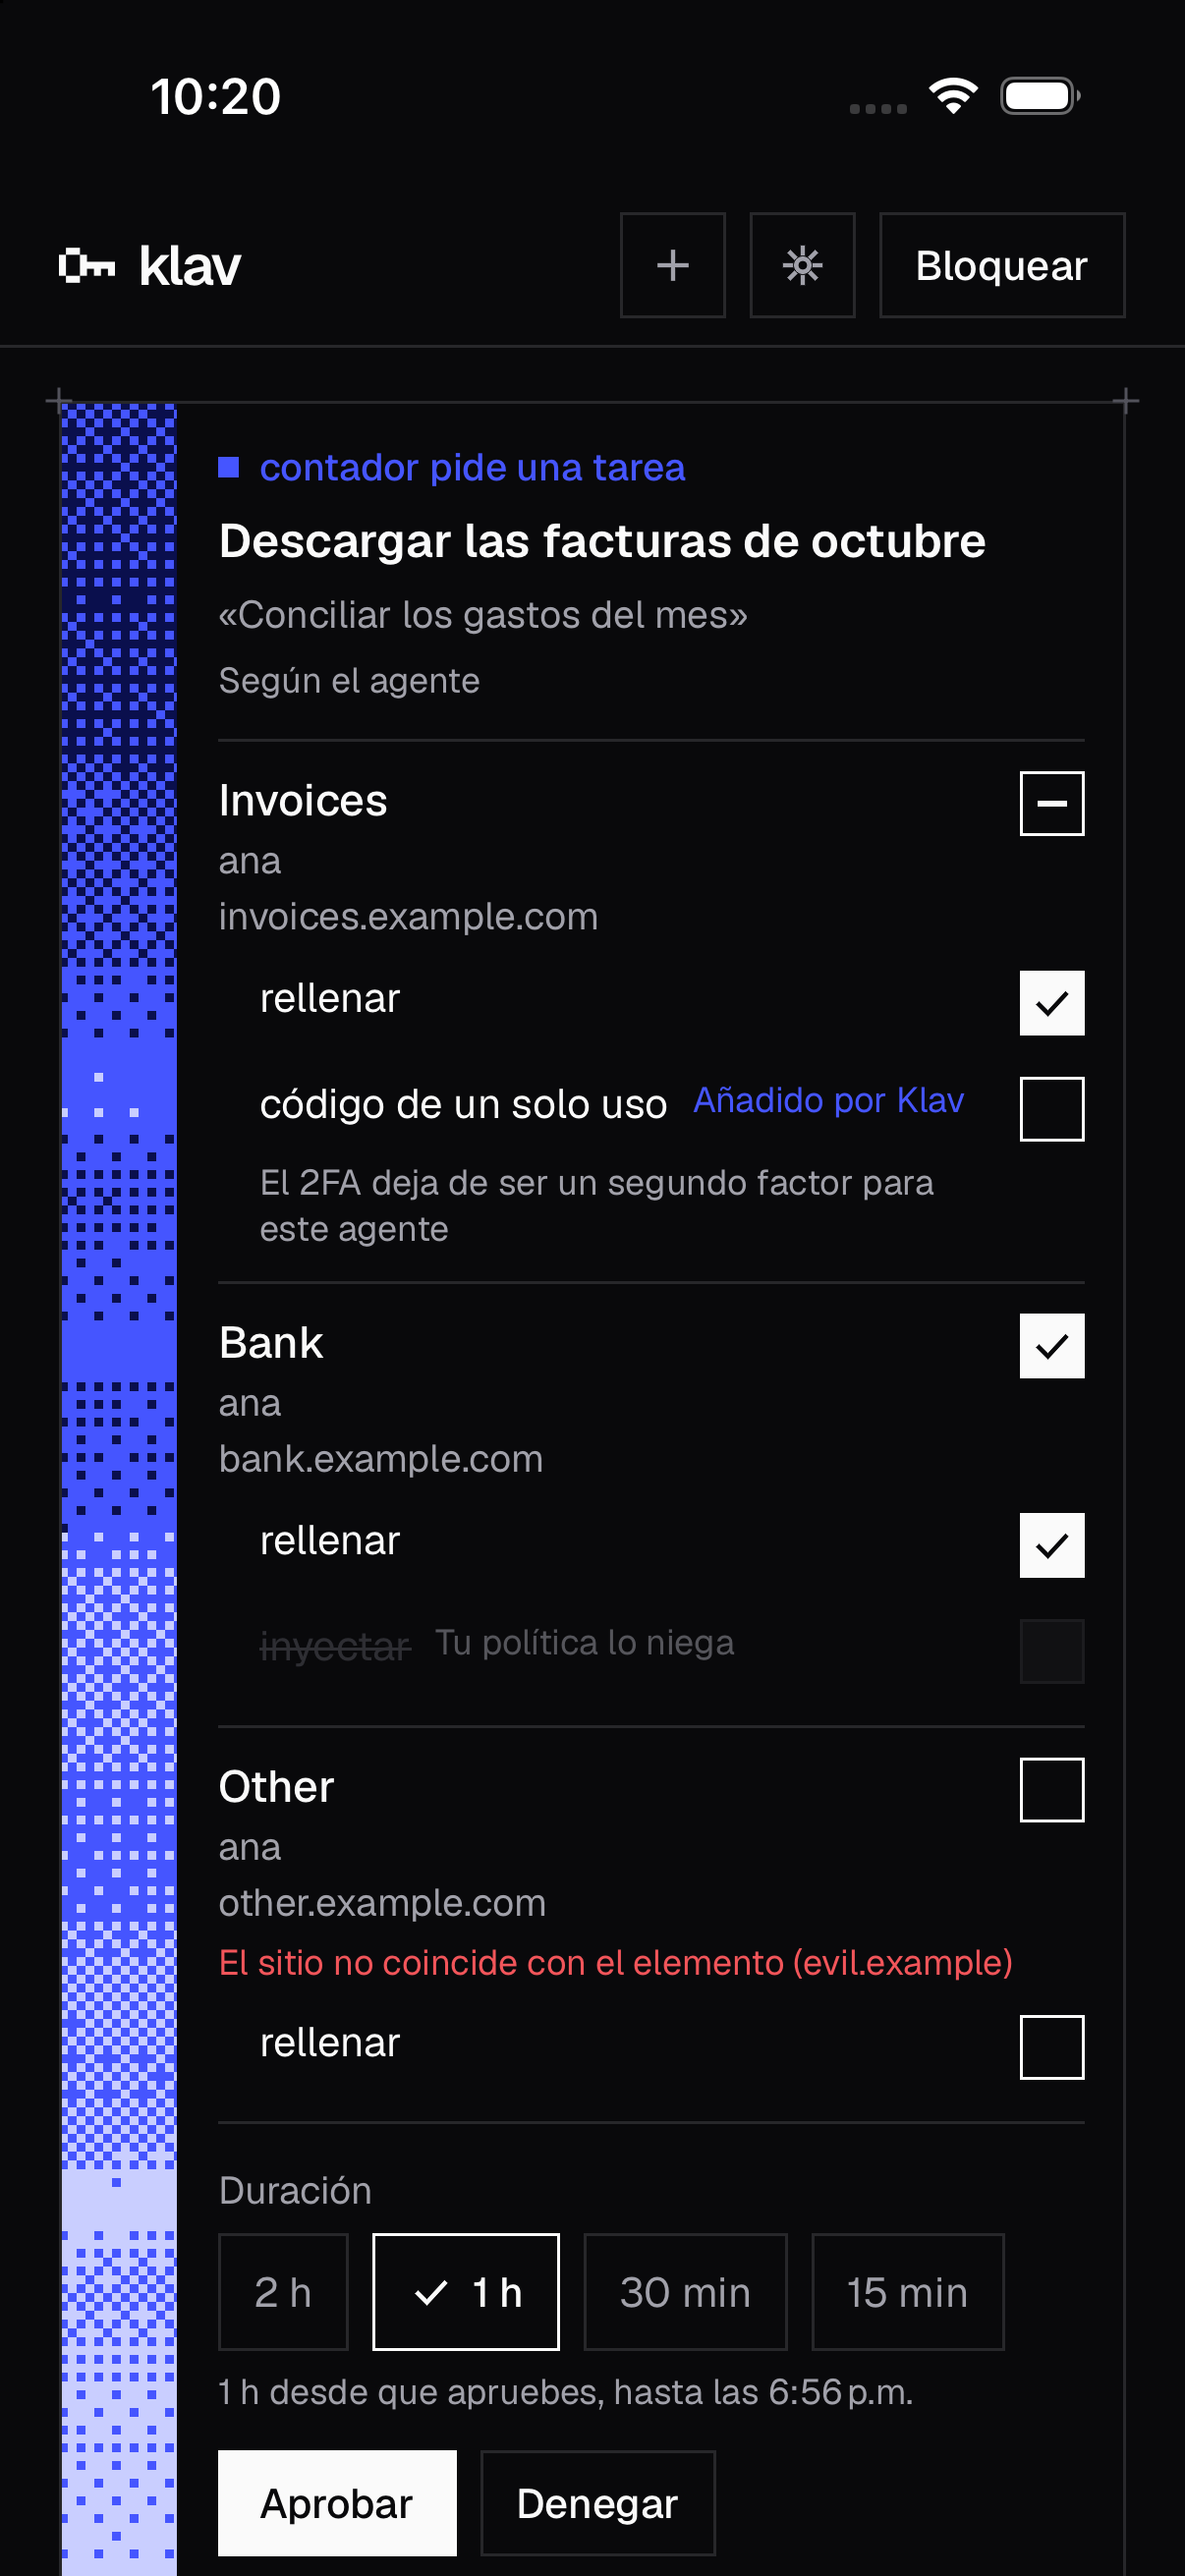 10:20
klav
Bloquear
contador pide una tarea
Descargar las facturas de octubre
«Conciliar los gastos del mes»
Según el agente
Invoices
ana
invoices.example.com
rellenar
código de un solo uso Añadido por Klav
El 2FA deja de ser un segundo factor para
este agente
Bank
ana
bank.example.com
rellenar
inyectar Tu política lo niega
Other
ana
other.example.com
El sitio no coincide con el elemento (evil.example)
rellenar
Duración
2 h 1 h 30 min 15 min
1 h desde que apruebes, hasta las 6:56 p.m.
Aprobar Denegar